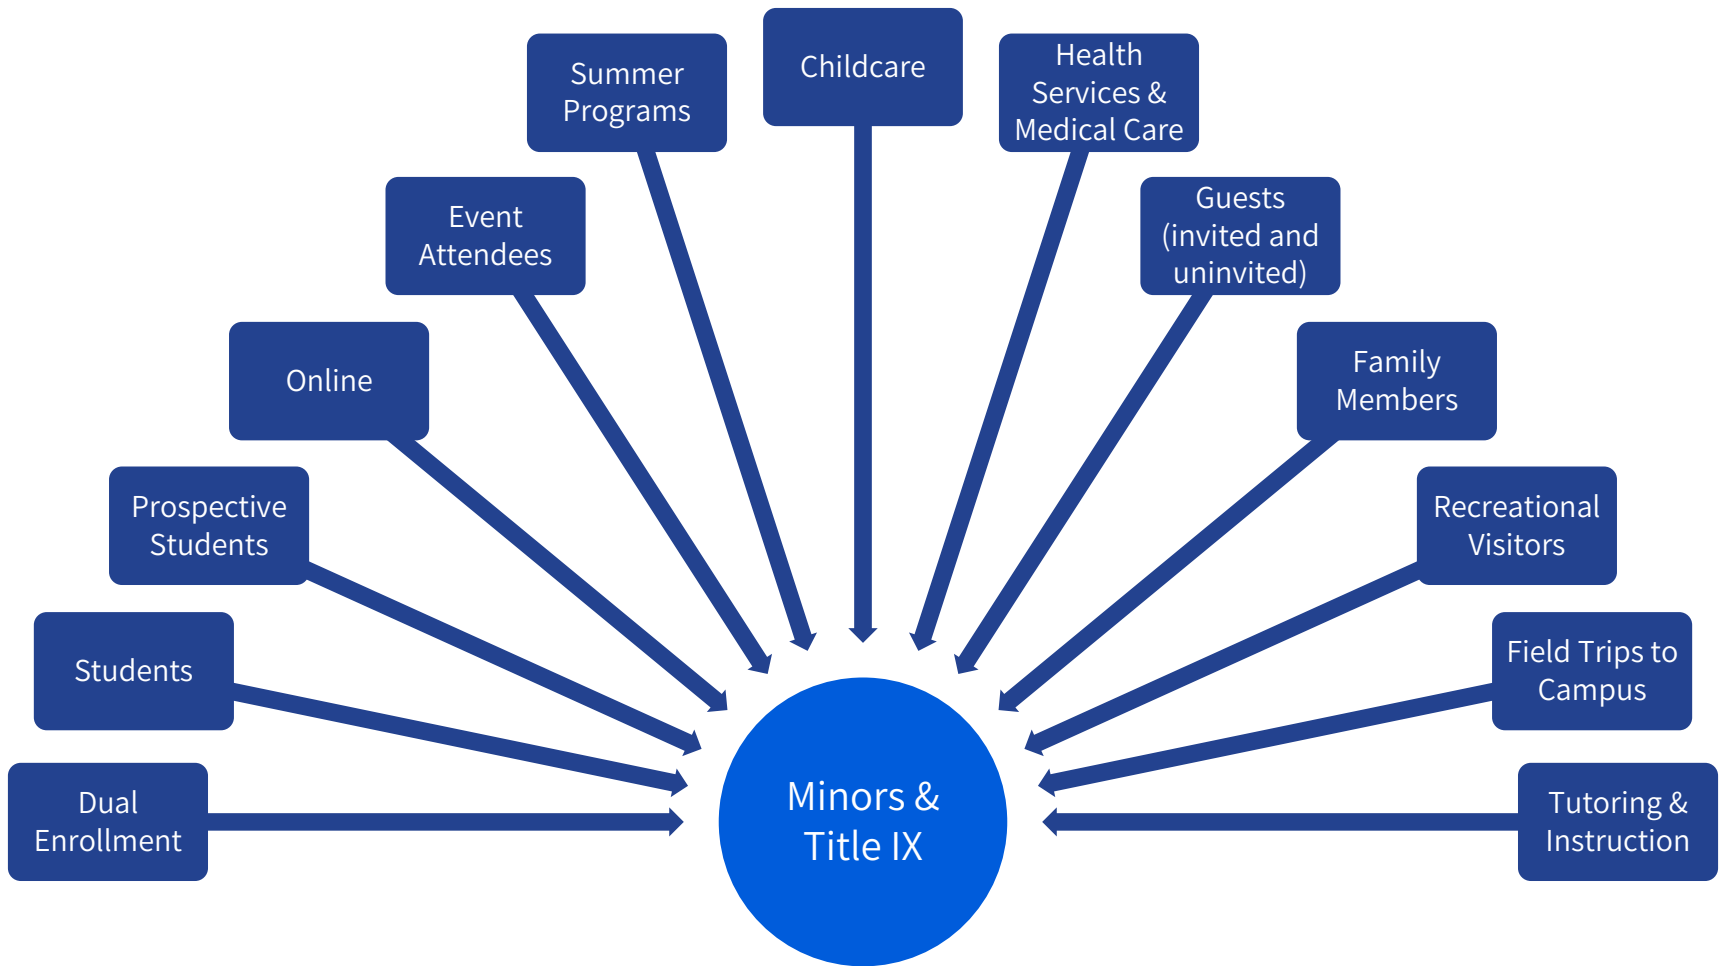 Childcare
Summer
Programs
Health
Services &
Medical Care
Event
Attendees
Guests
(invited and
uninvited)
Online
Family
Members
Prospective
Students
Recreational
Visitors
Students
Field Trips to
Campus
Dual
Enrollment
Minors &
Title IX
Tutoring &
Instruction